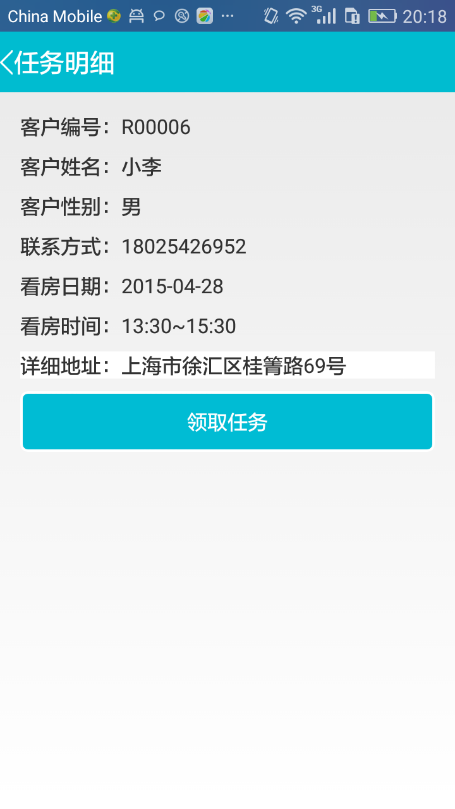 China Mobile ... 3G 20:18
任务明细
客户编号：R00006
客户姓名：小李
客户性别：男
联系方式：18025426952
看房日期：2015-04-28
看房时间：13:30~15:30
详细地址：上海市徐汇区桂箐路69号
领取任务